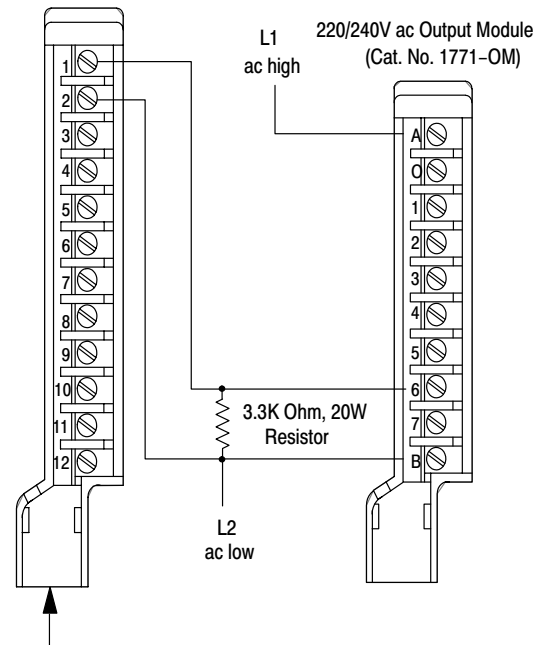 L1
ac high
220/240V ac Output Module
(Cat. No. 1771–OM)
1
2
3
4
5
6
7
8
9
10
11
12
A
O
1
2
3
4
5
6
7
B
3.3K Ohm, 20W
Resistor
L2
ac low